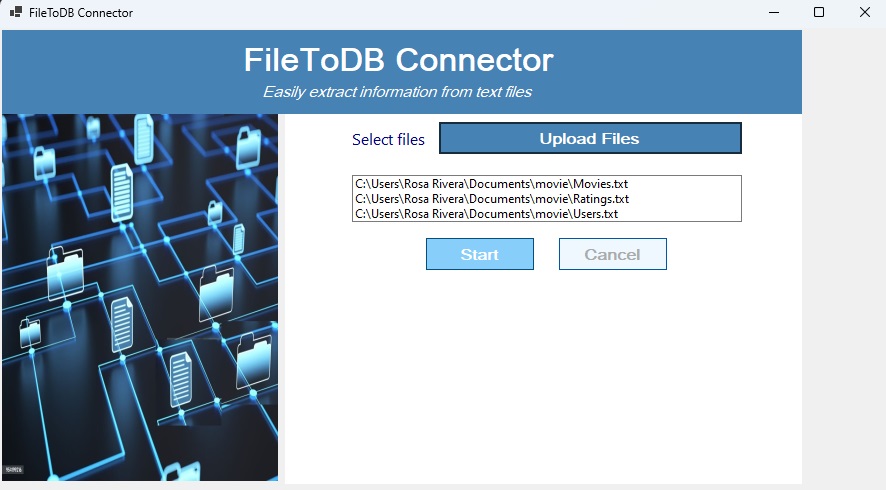 FileToDB Connector
FileToDB Connector
Easily extract information from text files
Select files
Upload Files
C:\Users\Rosa Rivera\Documents\movie\Movies.txt
C:\Users\Rosa Rivera\Documents\movie\Ratings.txt
C:\Users\Rosa Rivera\Documents\movie\Users.txt
Start
Cancel